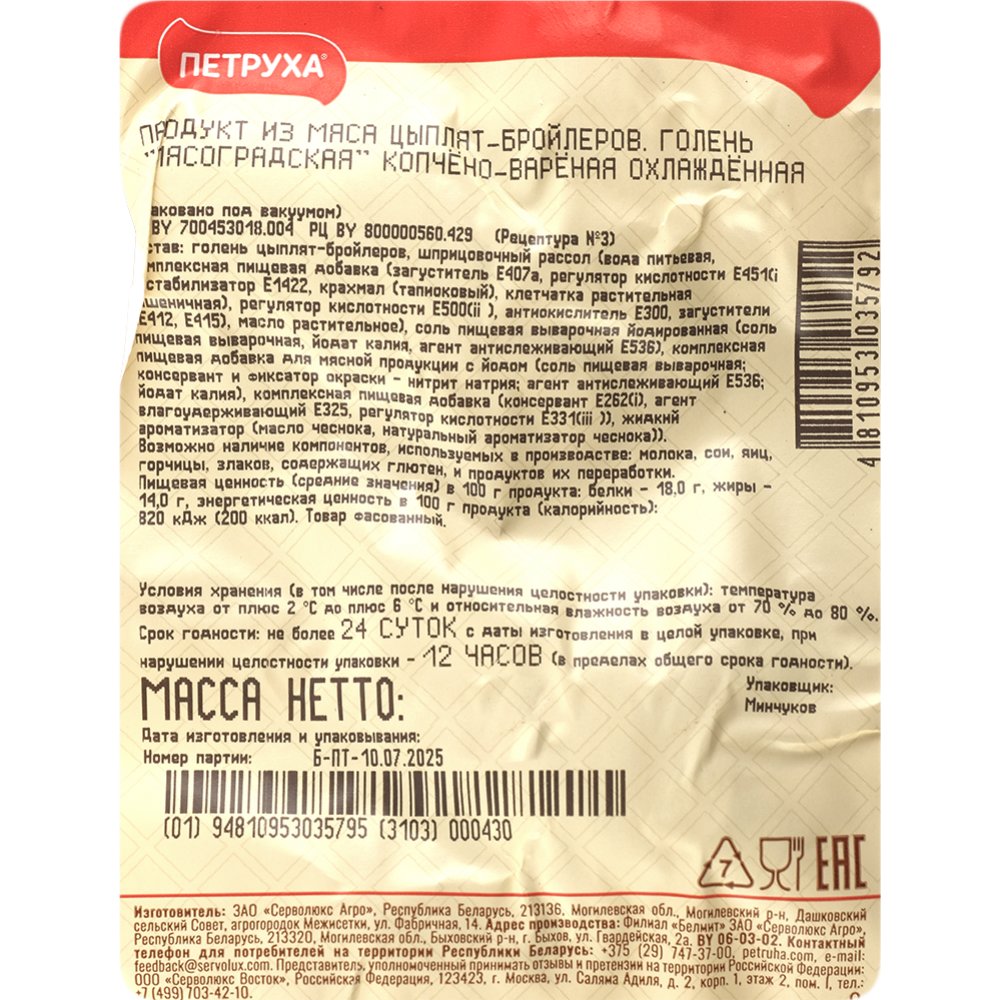 ПЕТРУХА
ПРОДУКТ ИЗ МЯСА ЦЫПЛЯТ-БРОЙЛЕРОВ. ГОЛЕНЬ
"МЯСОГРАДСКАЯ" КОПЧЁНО-ВАРЁНАЯ ОХЛАЖДЁННАЯ
аковано под вакуумом)
BY 700453018.004 РЦ BY 800000560.429 (Рецептура №3)
став: голень цыплят-бройлеров, шприцовочный рассол (вода питьевая,
мплексная пищевая добавка (загуститель Е407а, регулятор кислотности Е451(i
стабилизатор Е1422, крахмал (тапиоковый), клетчатка растительная
шеничная), регулятор кислотности Е500(ii ), антиокислитель Е300, загустители
Е412, Е415), масло растительное), соль пищевая выварочная йодированная (соль
пищевая выварочная, йодат калия, агент антислеживающий Е536), комплексная
пищевая добавка для мясной продукции с йодом (соль пищевая выварочная;
консервант и фиксатор окраски - нитрит натрия; агент антислеживающий Е536;
йодат калия), комплексная пищевая добавка (консервант Е262(i), агент
влагоудерживающий Е325, регулятор кислотности Е331(iii )), жидкий
ароматизатор (масло чеснока, натуральный ароматизатор чеснока)).
Возможно наличие компонентов, используемых в производстве: молока, сои, яиц,
горчицы, злаков, содержащих глютен, и продуктов их переработки.
Пищевая ценность (средние значения) в 100 г продукта: белки - 18,0 г, жиры -
14,0 г, энергетическая ценность в 100 г продукта (калорийность):
820 кДж (200 ккал). Товар фасованный.
4 810953 035792
Условия хранения (в том числе после нарушения целостности упаковки): температура
воздуха от плюс 2 °С до плюс 6 °С и относительная влажность воздуха от 70 % до 80 %.
Срок годности: не более 24 СУТОК с даты изготовления в целой упаковке, при
нарушении целостности упаковки - 12 ЧАСОВ (в пределах общего срока годности).
МАССА НЕТТО:
Упаковщик:
Минчуков
Дата изготовления и упаковывания:
Номер партии: Б-ПТ-10.07.2025
(01) 94810953035795 (3103) 000430
7 EAC
Изготовитель: ЗАО «Серволюкс Агро», Республика Беларусь, 213136, Могилевская обл., Могилевский р-н, Дашковский
сельский Совет, агрогородок Межисетки, ул. Фабричная, 14. Адрес производства: Филиал «Белмит» ЗАО «Серволюкс Агро»,
Республика Беларусь, 213320, Могилевская обл., Быховский р-н, г. Быхов, ул. Гвардейская, 2а. BY 06-03-02. Контактный
телефон для потребителей на территории Республики Беларусь: +375 (29) 747-37-00, petruha.com, e-mail:
feedback@servolux.com. Представитель, уполномоченный принимать отзывы и претензии на территории Российской Федерации:
ООО «Серволюкс Восток», Российская Федерация, 123423, г. Москва, ул. Саляма Адиля, д. 2, корп. 1, этаж 2, пом. I, тел.:
+7 (499) 703-42-10.